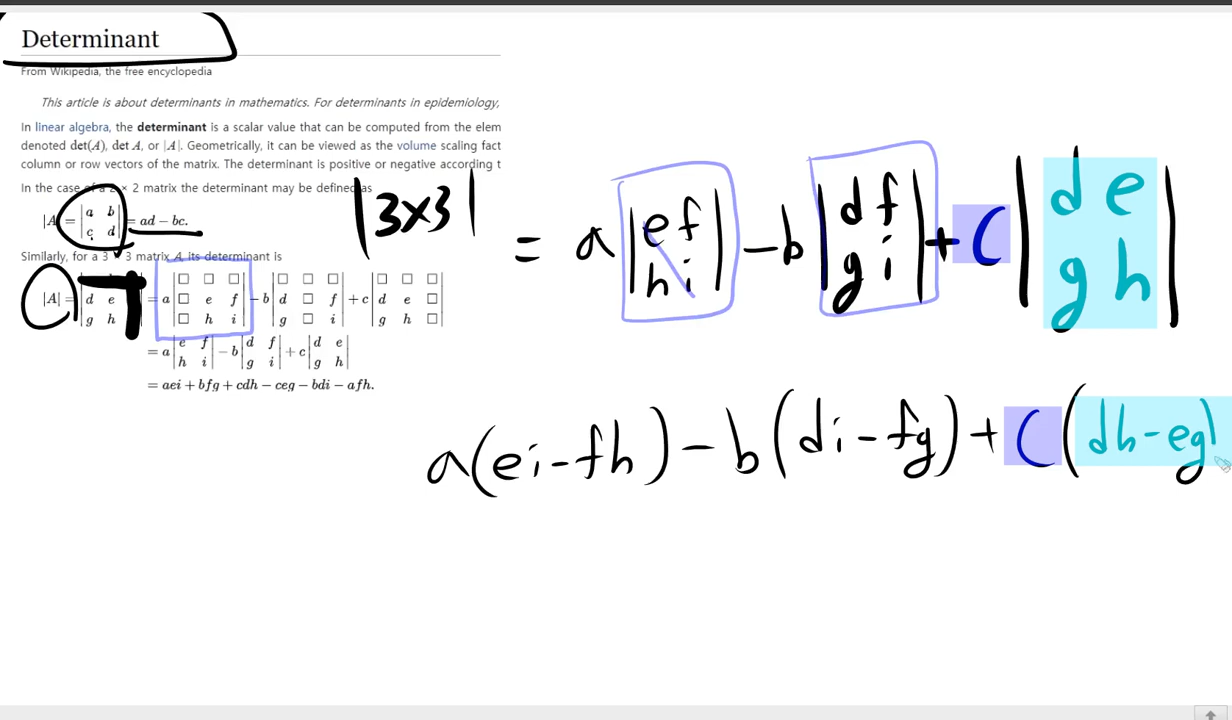 Determinant
From Wikipedia, the free encyclopedia
This article is about determinants in mathematics. For determinants in epidemiology,
In linear algebra, the determinant is a scalar value that can be computed from the elem
denoted det(A), det A, or |A|. Geometrically, it can be viewed as the volume scaling fact
column or row vectors of the matrix. The determinant is positive or negative according t
In the case of a 2 × 2 matrix the determinant may be defined as
|A| = |a b; c d| = ad − bc.
|3×3|
Similarly, for a 3 × 3 matrix A, its determinant is
|A| = |d e; g h| = a |□ □ □; □ e f; □ h i| − b |□ □ □; d □ f; g □ i| + c |□ □ □; d e □; g h □|
= a |e f; h i| − b |d f; g i| + c |d e; g h|
= aei + bfg + cdh − ceg − bdi − afh.
= a |e f; h i| − b |d f; g i| + C |d e; g h|
a(ei − fh) − b(di − fg) + C(dh − eg)